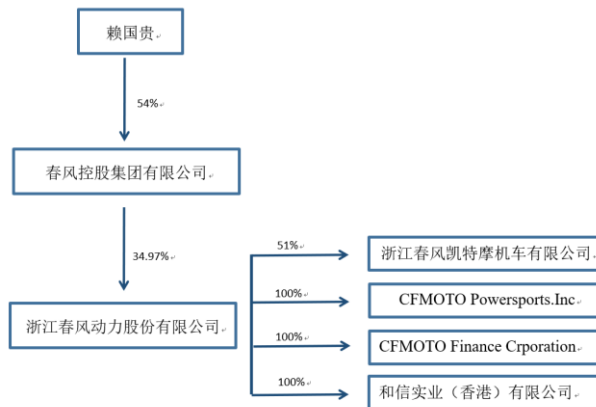 赖国贵
54%
春风控股集团有限公司
34.97%
浙江春风动力股份有限公司
51%
浙江春风凯特摩机车有限公司
100%
CFMOTO Powersports.Inc
100%
CFMOTO Finance Crporation
100%
和信实业（香港）有限公司